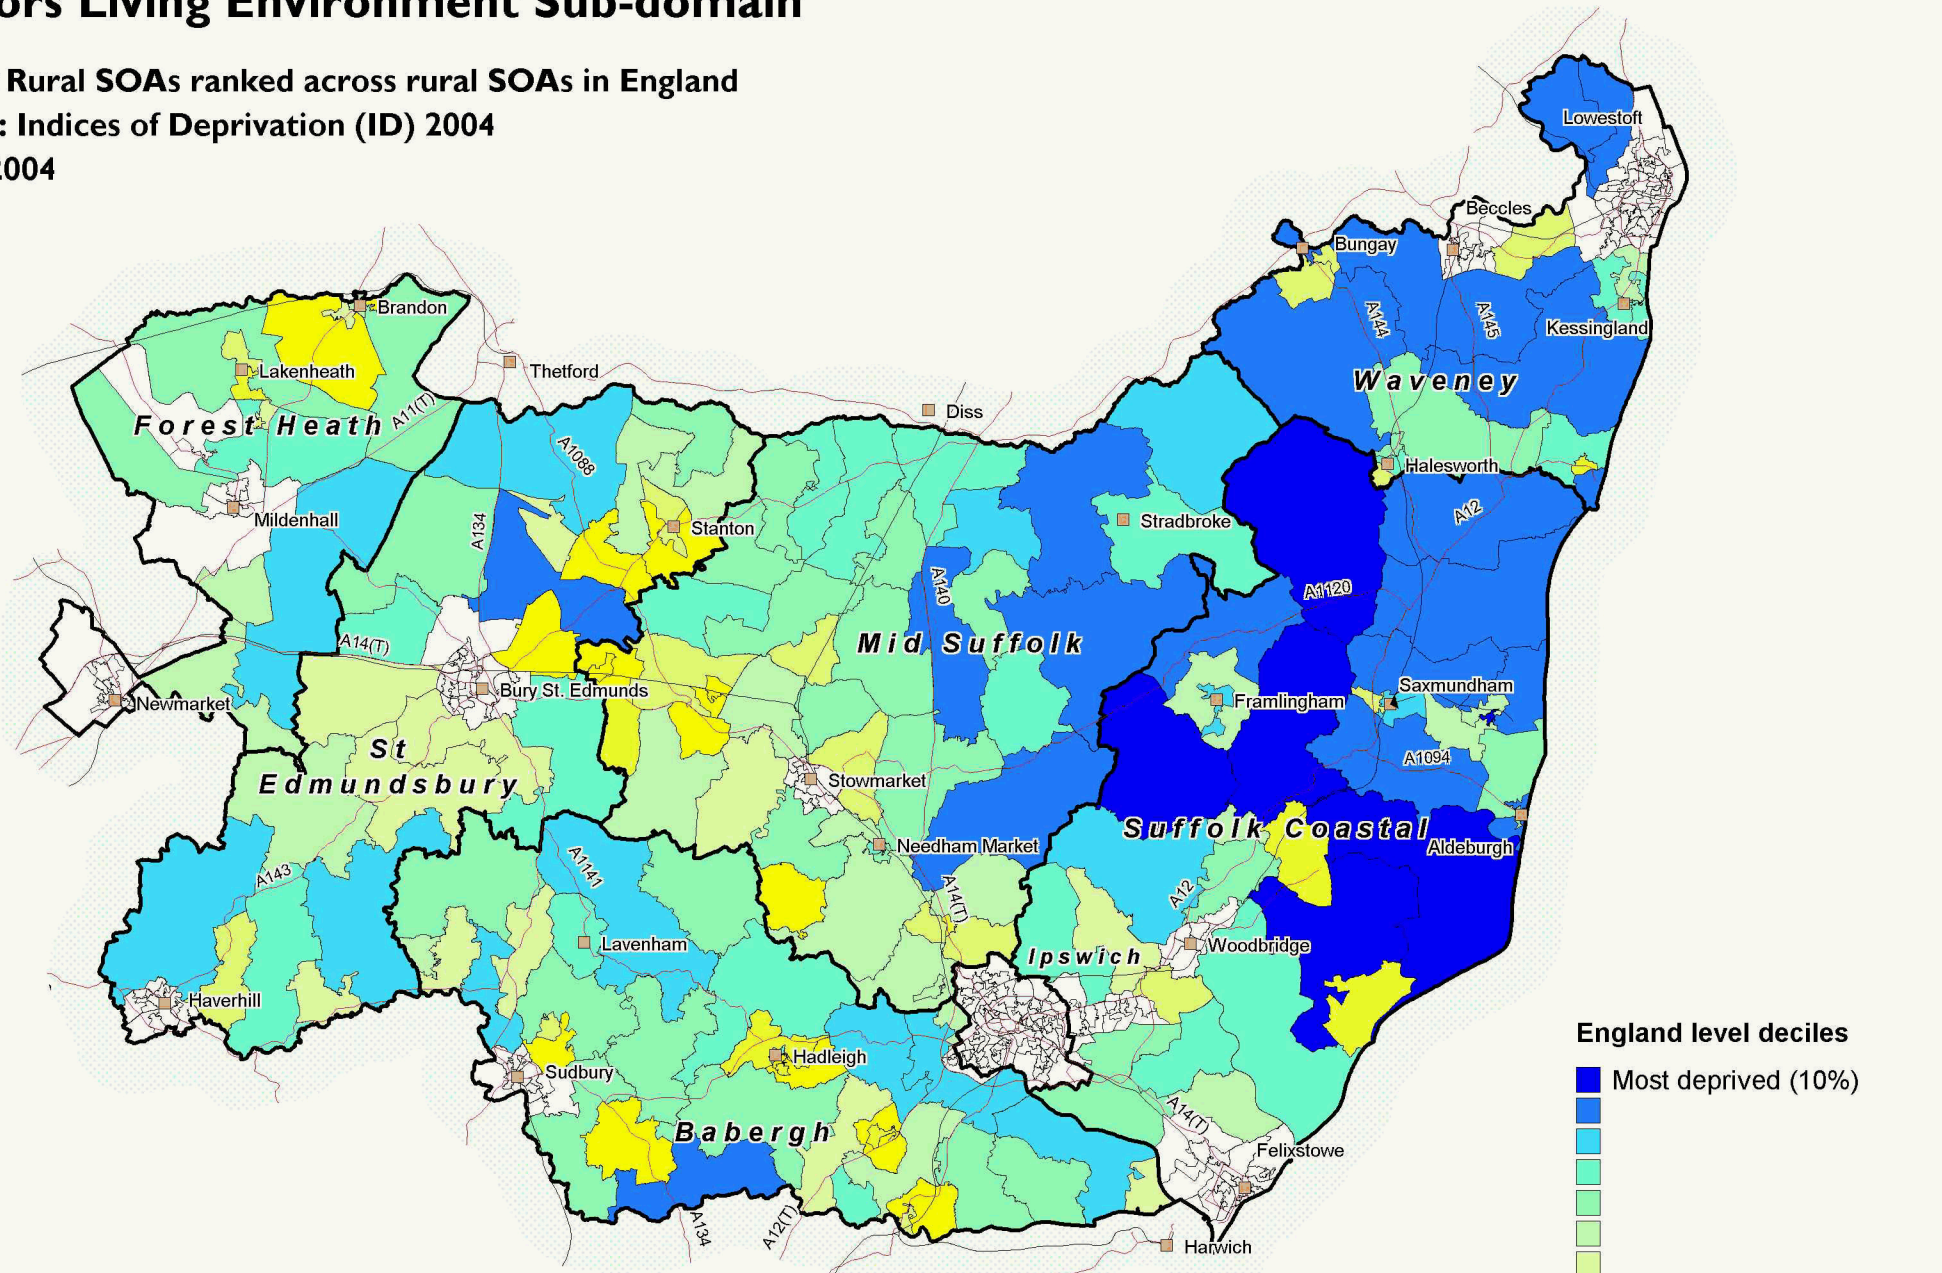 ors Living Environment Sub-domain
Rural SOAs ranked across rural SOAs in England
: Indices of Deprivation (ID) 2004
2004
Lowestoft
Beccles
Bungay
Brandon
A144
A145
Kessingland
Lakenheath
Thetford
Waveney
Diss
A11(T)
Forest Heath
A1088
Halesworth
Mildenhall
A134
Stanton
Stradbroke
A12
A140
A1120
A14(T)
Mid Suffolk
Bury St. Edmunds
Saxmundham
Newmarket
Framlingham
St
Edmundsbury
A1094
Stowmarket
Suffolk Coastal
Needham Market
Aldeburgh
A143
A1141
A14(T)
A12
Lavenham
Woodbridge
Ipswich
Haverhill
England level deciles
Hadleigh
Sudbury
Most deprived (10%)
A14(T)
Babergh
Felixstowe
A134
A12(T)
Harwich